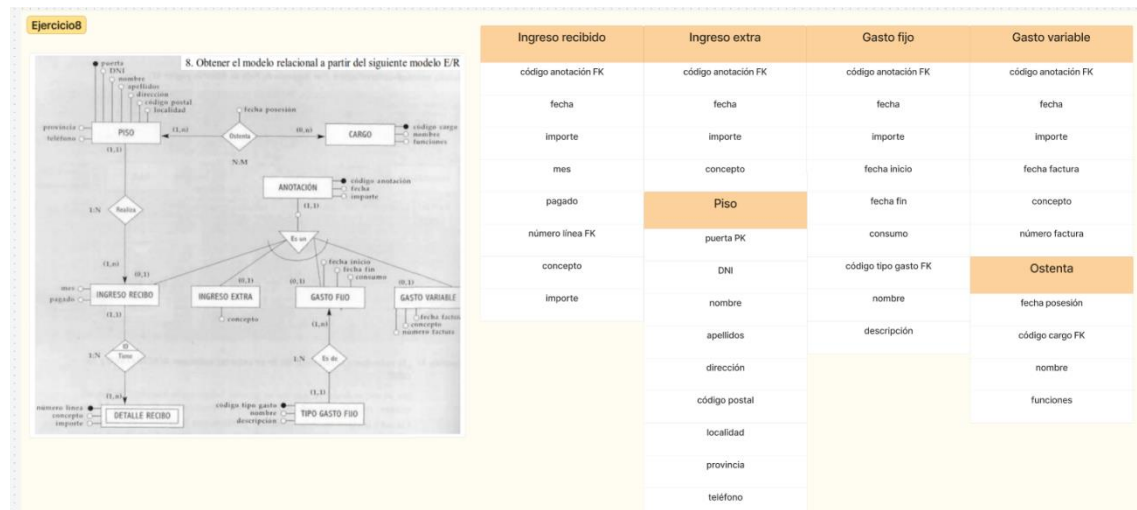 Ejercicio8
8. Obtener el modelo relacional a partir del siguiente modelo E/R
puerta
DNI
nombre
apellidos
dirección
código postal
localidad
provincia
teléfono
PISO
(1,n)
fecha posesión
Ostenta
(0,n)
CARGO
código cargo
nombre
funciones
N/M
(1,1)
1:N
Realiza
ANOTACIÓN
código anotación
fecha
importe
(1,1)
Es un
(1,n)
(0,1)
(0,1)
(0,1)
(0,1)
mes
pagado
INGRESO RECIBO
INGRESO EXTRA
concepto
fecha inicio
fecha fin
consumo
GASTO FIJO
GASTO VARIABLE
fecha factura
concepto
numero factura
(1,1)
1:N
Tiene
(1,n)
1:N
Es de
(1,n)
(1,1)
número línea
concepto
importe
DETALLE RECIBO
código tipo gasto
nombre
descripcion
TIPO GASTO FIJO
Ingreso recibido
código anotación FK
fecha
importe
mes
pagado
número línea FK
concepto
importe
Ingreso extra
código anotación FK
fecha
importe
concepto
Piso
puerta PK
DNI
nombre
apellidos
dirección
código postal
localidad
provincia
teléfono
Gasto fijo
código anotación FK
fecha
importe
fecha inicio
fecha fin
consumo
código tipo gasto FK
nombre
descripción
Gasto variable
código anotación FK
fecha
importe
fecha factura
concepto
número factura
Ostenta
fecha posesión
código cargo FK
nombre
funciones